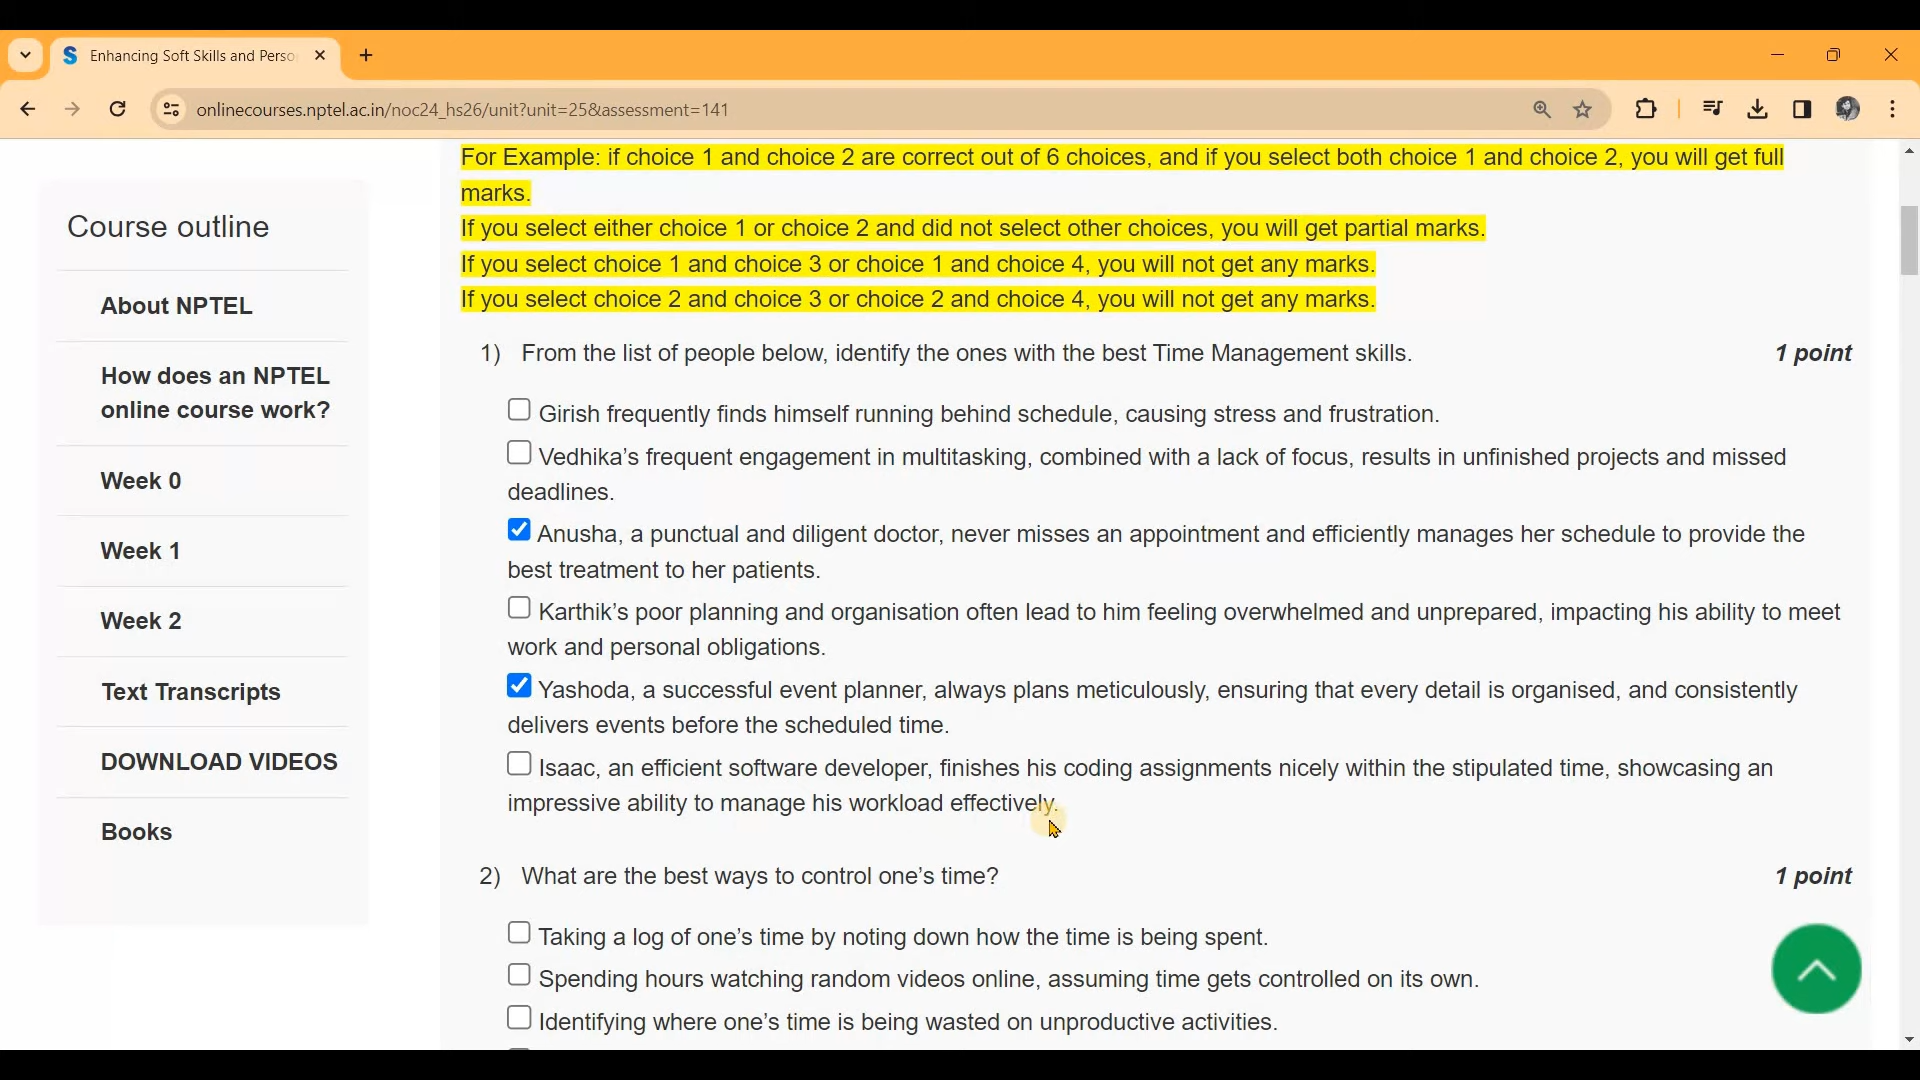 Enhancing Soft Skills and Perso
onlinecourses.nptel.ac.in/noc24_hs26/unit?unit=25&assessment=141
For Example: if choice 1 and choice 2 are correct out of 6 choices, and if you select both choice 1 and choice 2, you will get full
marks.
If you select either choice 1 or choice 2 and did not select other choices, you will get partial marks.
If you select choice 1 and choice 3 or choice 1 and choice 4, you will not get any marks.
If you select choice 2 and choice 3 or choice 2 and choice 4, you will not get any marks.
Course outline
About NPTEL
How does an NPTEL
online course work?
Week 0
Week 1
Week 2
Text Transcripts
DOWNLOAD VIDEOS
Books
1) From the list of people below, identify the ones with the best Time Management skills. 1 point
Girish frequently finds himself running behind schedule, causing stress and frustration.
Vedhika’s frequent engagement in multitasking, combined with a lack of focus, results in unfinished projects and missed
deadlines.
Anusha, a punctual and diligent doctor, never misses an appointment and efficiently manages her schedule to provide the
best treatment to her patients.
Karthik’s poor planning and organisation often lead to him feeling overwhelmed and unprepared, impacting his ability to meet
work and personal obligations.
Yashoda, a successful event planner, always plans meticulously, ensuring that every detail is organised, and consistently
delivers events before the scheduled time.
Isaac, an efficient software developer, finishes his coding assignments nicely within the stipulated time, showcasing an
impressive ability to manage his workload effectively.
2) What are the best ways to control one’s time? 1 point
Taking a log of one’s time by noting down how the time is being spent.
Spending hours watching random videos online, assuming time gets controlled on its own.
Identifying where one’s time is being wasted on unproductive activities.